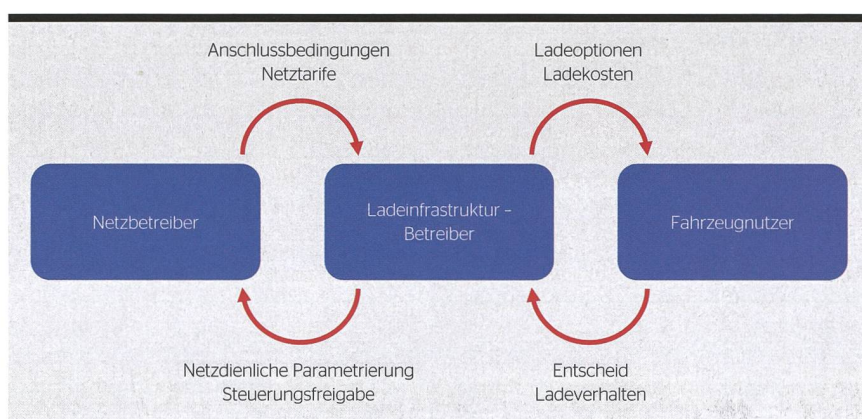 Anschlussbedingungen
Netztarife
Ladeoptionen
Ladekosten
Netzbetreiber
Ladeinfrastruktur –
Betreiber
Fahrzeugnutzer
Netzdienliche Parametrierung
Steuerungsfreigabe
Entscheid
Ladeverhalten